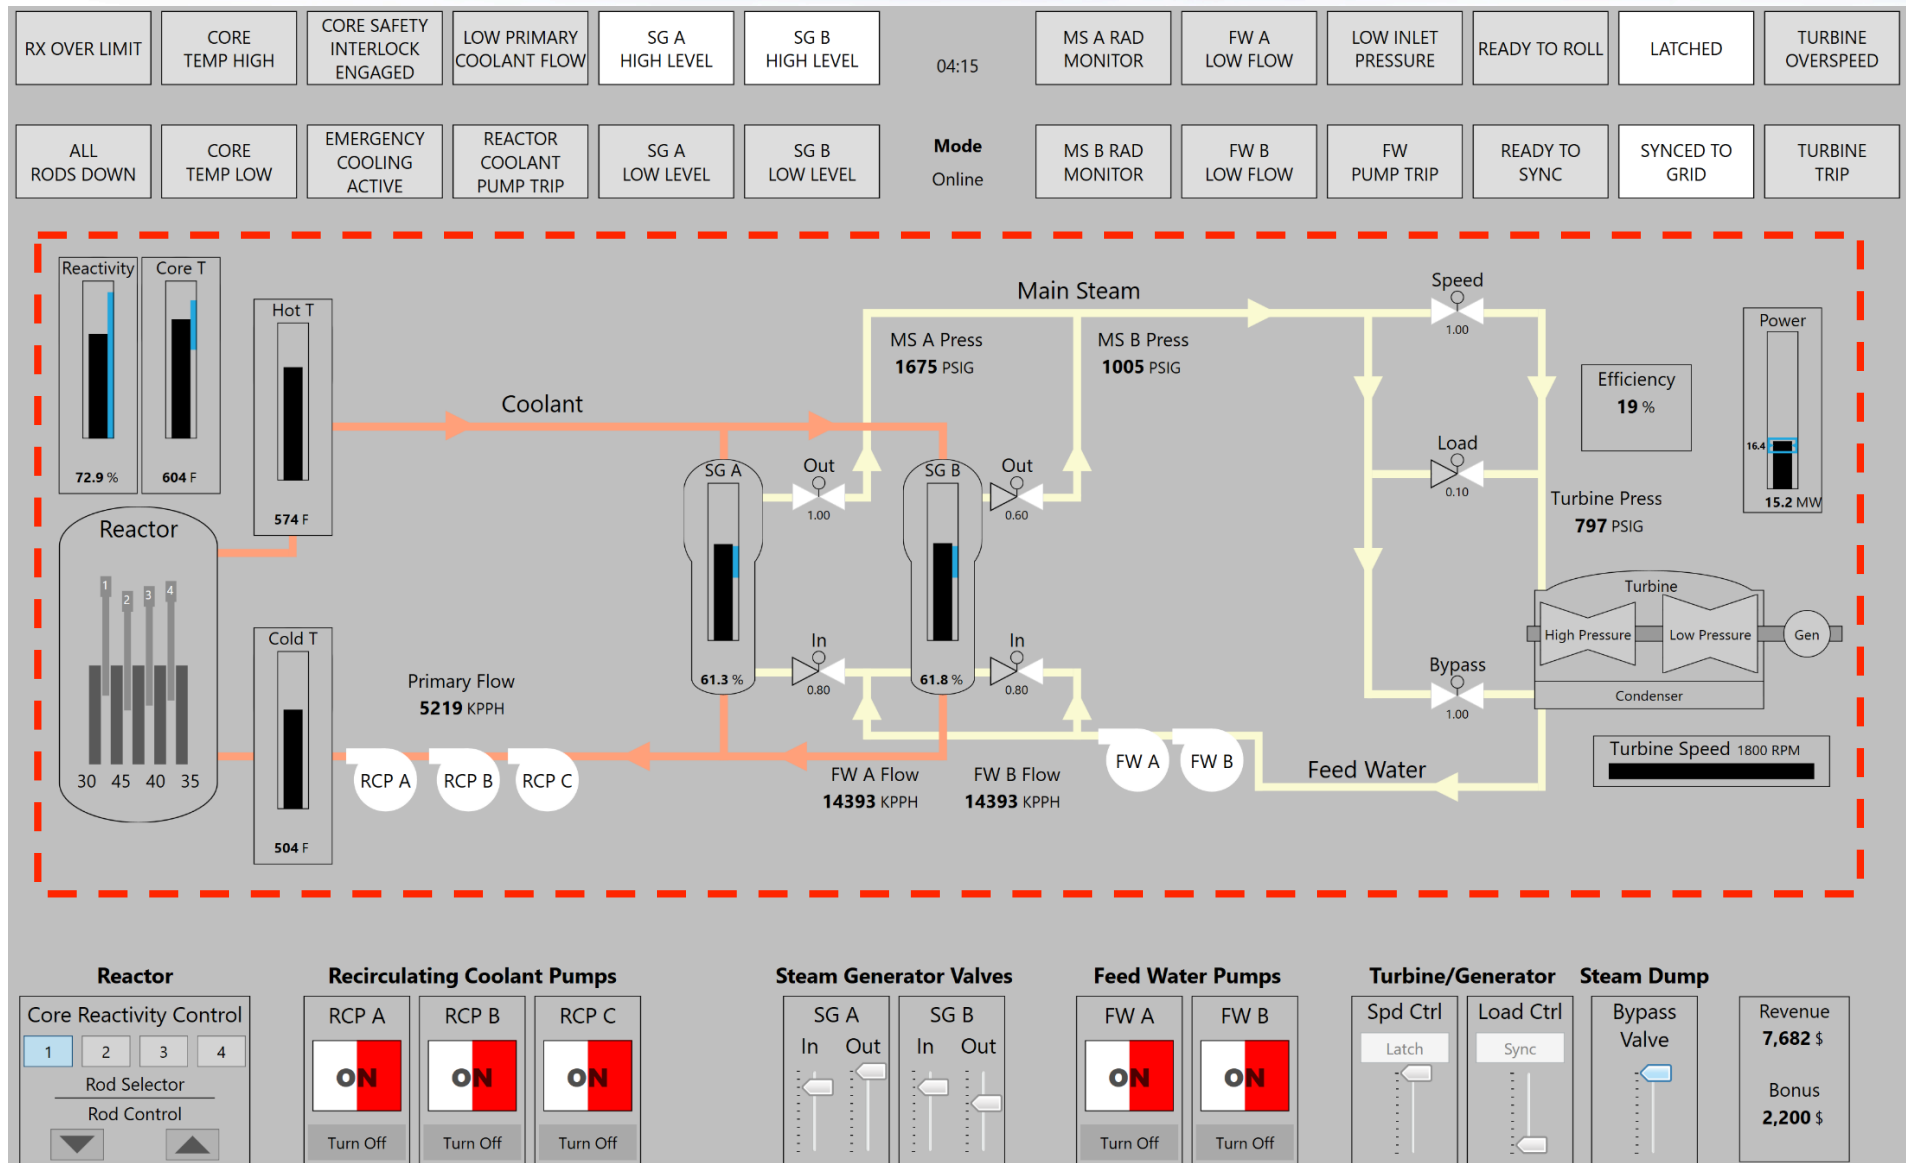 RX OVER LIMIT
CORE
TEMP HIGH
CORE SAFETY
INTERLOCK
ENGAGED
LOW PRIMARY
COOLANT FLOW
SG A
HIGH LEVEL
SG B
HIGH LEVEL
04:15
MS A RAD
MONITOR
FW A
LOW FLOW
LOW INLET
PRESSURE
READY TO ROLL
LATCHED
TURBINE
OVERSPEED
ALL
RODS DOWN
CORE
TEMP LOW
EMERGENCY
COOLING
ACTIVE
REACTOR
COOLANT
PUMP TRIP
SG A
LOW LEVEL
SG B
LOW LEVEL
Mode
Online
MS B RAD
MONITOR
FW B
LOW FLOW
FW
PUMP TRIP
READY TO
SYNC
SYNCED TO
GRID
TURBINE
TRIP
Reactivity
72.9 %
Core T
604 F
Hot T
574 F
Coolant
Main Steam
MS A Press
1675 PSIG
MS B Press
1005 PSIG
Speed
1.00
Power
16.4
15.2 MW
Efficiency
19 %
Load
0.10
Turbine Press
797 PSIG
SG A
61.3 %
Out
1.00
SG B
61.8 %
Out
0.60
Reactor
1
2
3
4
30 45 40 35
Cold T
504 F
Primary Flow
5219 KPPH
In
0.80
In
0.80
Bypass
1.00
Turbine
High Pressure
Low Pressure
Gen
Condenser
RCP A
RCP B
RCP C
FW A Flow
14393 KPPH
FW B Flow
14393 KPPH
FW A
FW B
Feed Water
Turbine Speed 1800 RPM
Reactor
Core Reactivity Control
1 2 3 4
Rod Selector
Rod Control
Recirculating Coolant Pumps
RCP A
ON
Turn Off
RCP B
ON
Turn Off
RCP C
ON
Turn Off
Steam Generator Valves
SG A
In Out
SG B
In Out
Feed Water Pumps
FW A
ON
Turn Off
FW B
ON
Turn Off
Turbine/Generator
Spd Ctrl
Latch
Load Ctrl
Sync
Steam Dump
Bypass
Valve
Revenue
7,682 $
Bonus
2,200 $